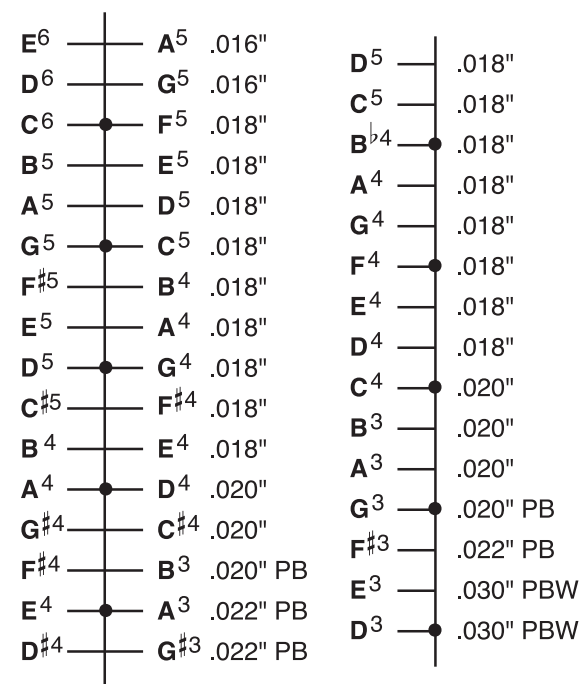 E6 A5 .016"
D6 G5 .016"
C6 F5 .018"
B5 E5 .018"
A5 D5 .018"
G5 C5 .018"
F♯5 B4 .018"
E5 A4 .018"
D5 G4 .018"
C♯5 F♯4 .018"
B4 E4 .018"
A4 D4 .020"
G♯4 C♯4 .020"
F♯4 B3 .020" PB
E4 A3 .022" PB
D♯4 G♯3 .022" PB
D5 .018"
C5 .018"
B♭4 .018"
A4 .018"
G4 .018"
F4 .018"
E4 .018"
D4 .018"
C4 .020"
B3 .020"
A3 .020"
G3 .020" PB
F♯3 .022" PB
E3 .030" PBW
D3 .030" PBW